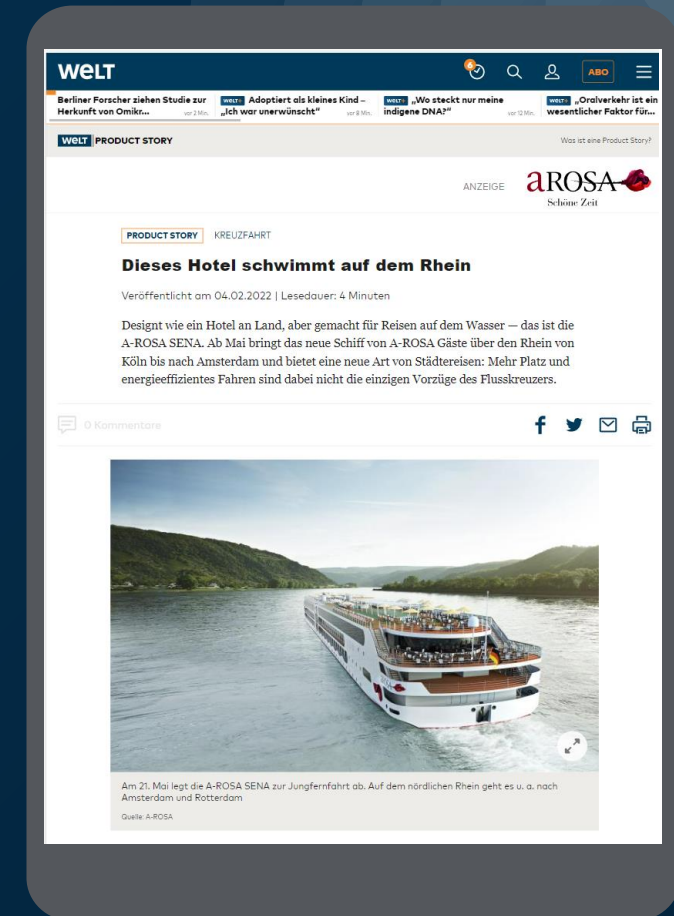 WELT
6
ABO
Berliner Forscher ziehen Studie zur
Herkunft von Omikr... vor 2 Min.
WELT+ Adoptiert als kleines Kind –
„Ich war unerwünscht“ vor 8 Min.
WELT+ „Wo steckt nur meine
indigene DNA?“ vor 12 Min.
WELT+ „Oralverkehr ist ein
wesentlicher Faktor für...
WELT PRODUCT STORY
Was ist eine Product Story?
ANZEIGE
aROSA
Schöne Zeit
PRODUCT STORY KREUZFAHRT
Dieses Hotel schwimmt auf dem Rhein
Veröffentlicht am 04.02.2022 | Lesedauer: 4 Minuten
Designt wie ein Hotel an Land, aber gemacht für Reisen auf dem Wasser — das ist die
A-ROSA SENA. Ab Mai bringt das neue Schiff von A-ROSA Gäste über den Rhein von
Köln bis nach Amsterdam und bietet eine neue Art von Städtereisen: Mehr Platz und
energieeffizientes Fahren sind dabei nicht die einzigen Vorzüge des Flusskreuzers.
0 Kommentare
Am 21. Mai legt die A-ROSA SENA zur Jungfernfahrt ab. Auf dem nördlichen Rhein geht es u. a. nach
Amsterdam und Rotterdam
Quelle: A-ROSA